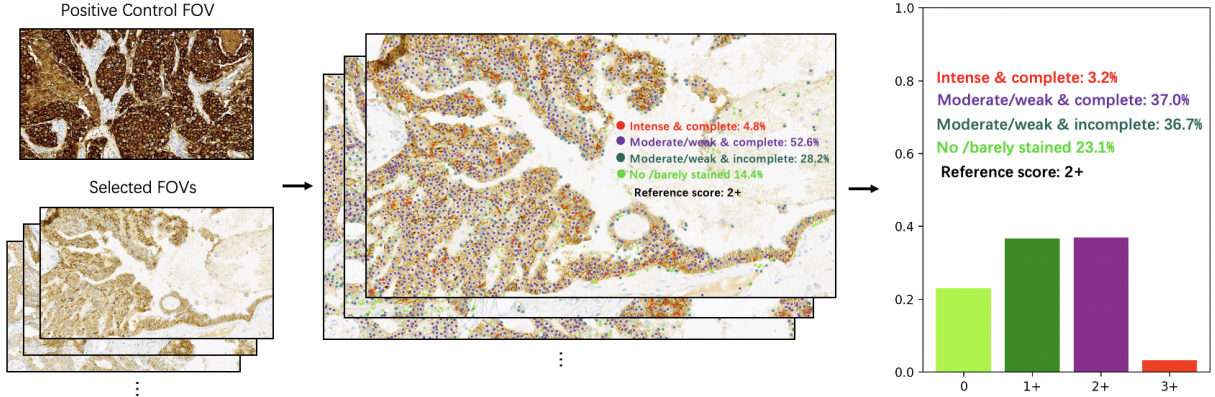 Positive Control FOV
Selected FOVs
⋮
Intense & complete: 4.8%
Moderate/weak & complete: 52.6%
Moderate/weak & incomplete: 28.2%
No /barely stained 14.4%
Reference score: 2+
⋮
1.0
0.8
0.6
0.4
0.2
0.0
Intense & complete: 3.2%
Moderate/weak & complete: 37.0%
Moderate/weak & incomplete: 36.7%
No /barely stained 23.1%
Reference score: 2+
0 1+ 2+ 3+